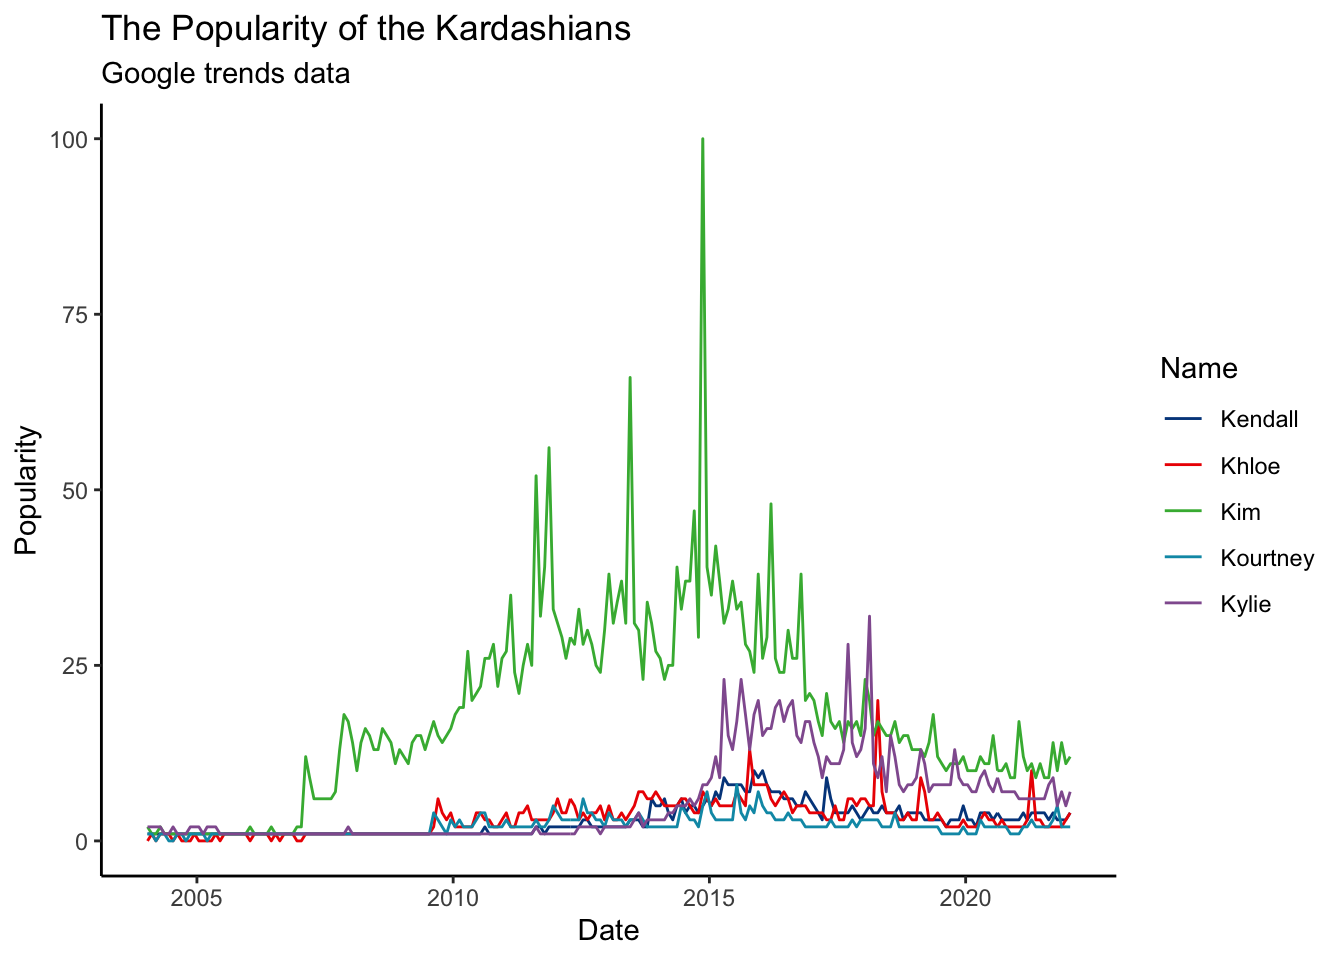 The Popularity of the Kardashians
Google trends data
100
75
50
25
0
Popularity
2005
2010
2015
2020
Date
Name
Kendall
Khloe
Kim
Kourtney
Kylie